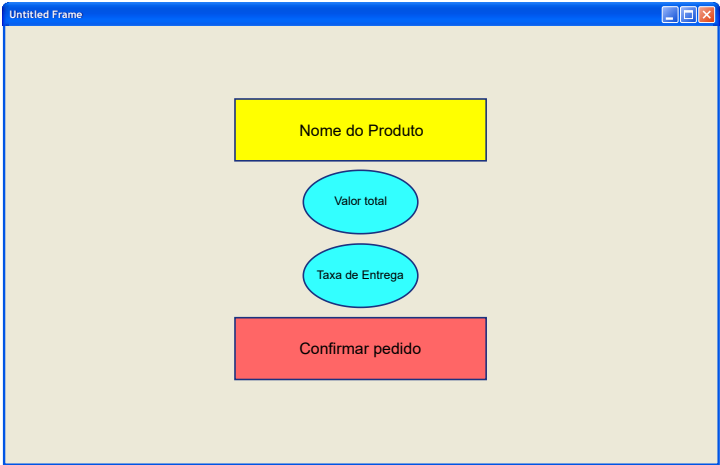 Untitled Frame
Nome do Produto
Valor total
Taxa de Entrega
Confirmar pedido